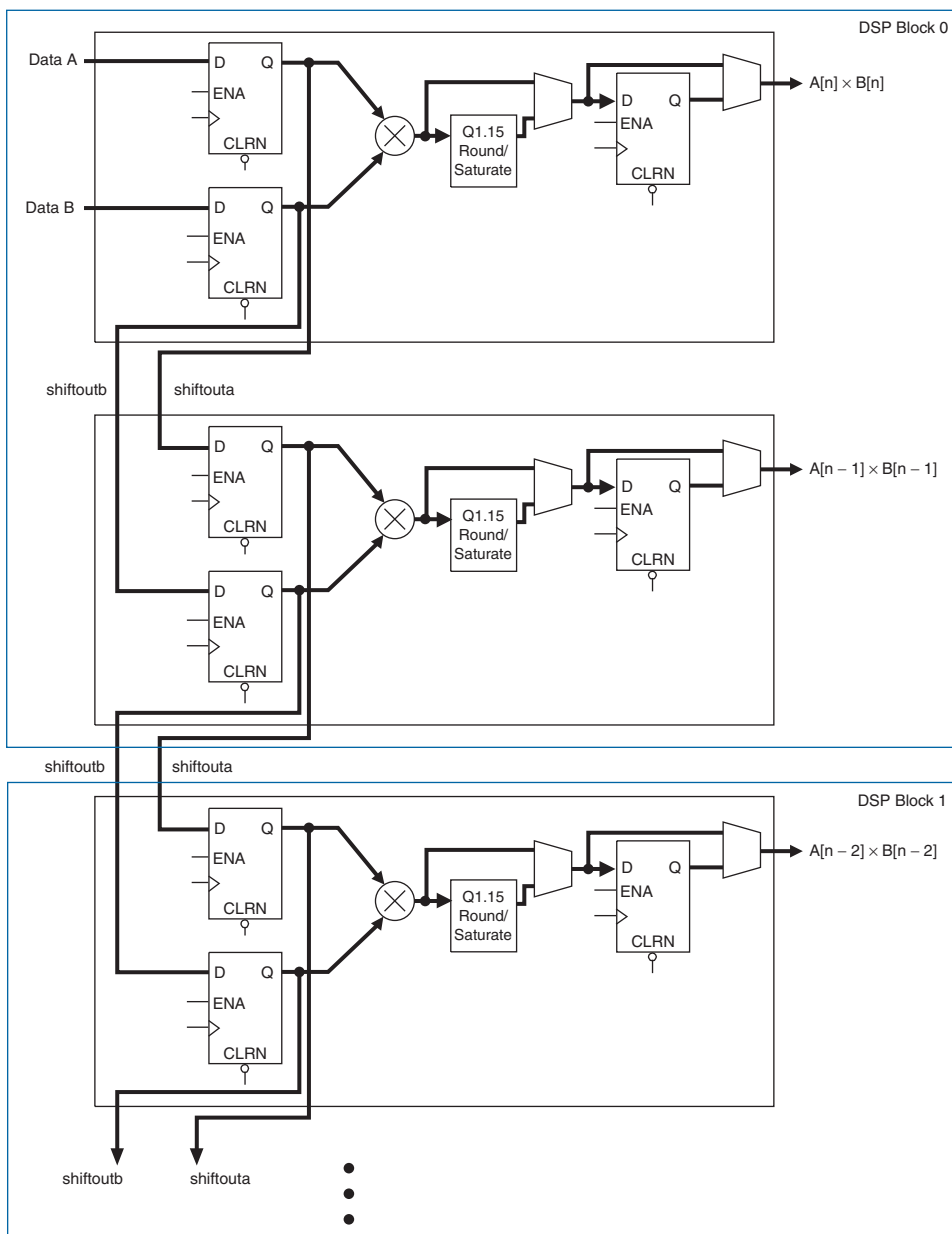 DSP Block 0
Data A
D Q
ENA
CLRN
Data B
D Q
ENA
CLRN
Q1.15
Round/
Saturate
D Q
ENA
CLRN
A[n] × B[n]
shiftoutb
shiftouta
D Q
ENA
CLRN
D Q
ENA
CLRN
Q1.15
Round/
Saturate
D Q
ENA
CLRN
A[n – 1] × B[n – 1]
shiftoutb
shiftouta
DSP Block 1
D Q
ENA
CLRN
D Q
ENA
CLRN
Q1.15
Round/
Saturate
D Q
ENA
CLRN
A[n – 2] × B[n – 2]
shiftoutb
shiftouta